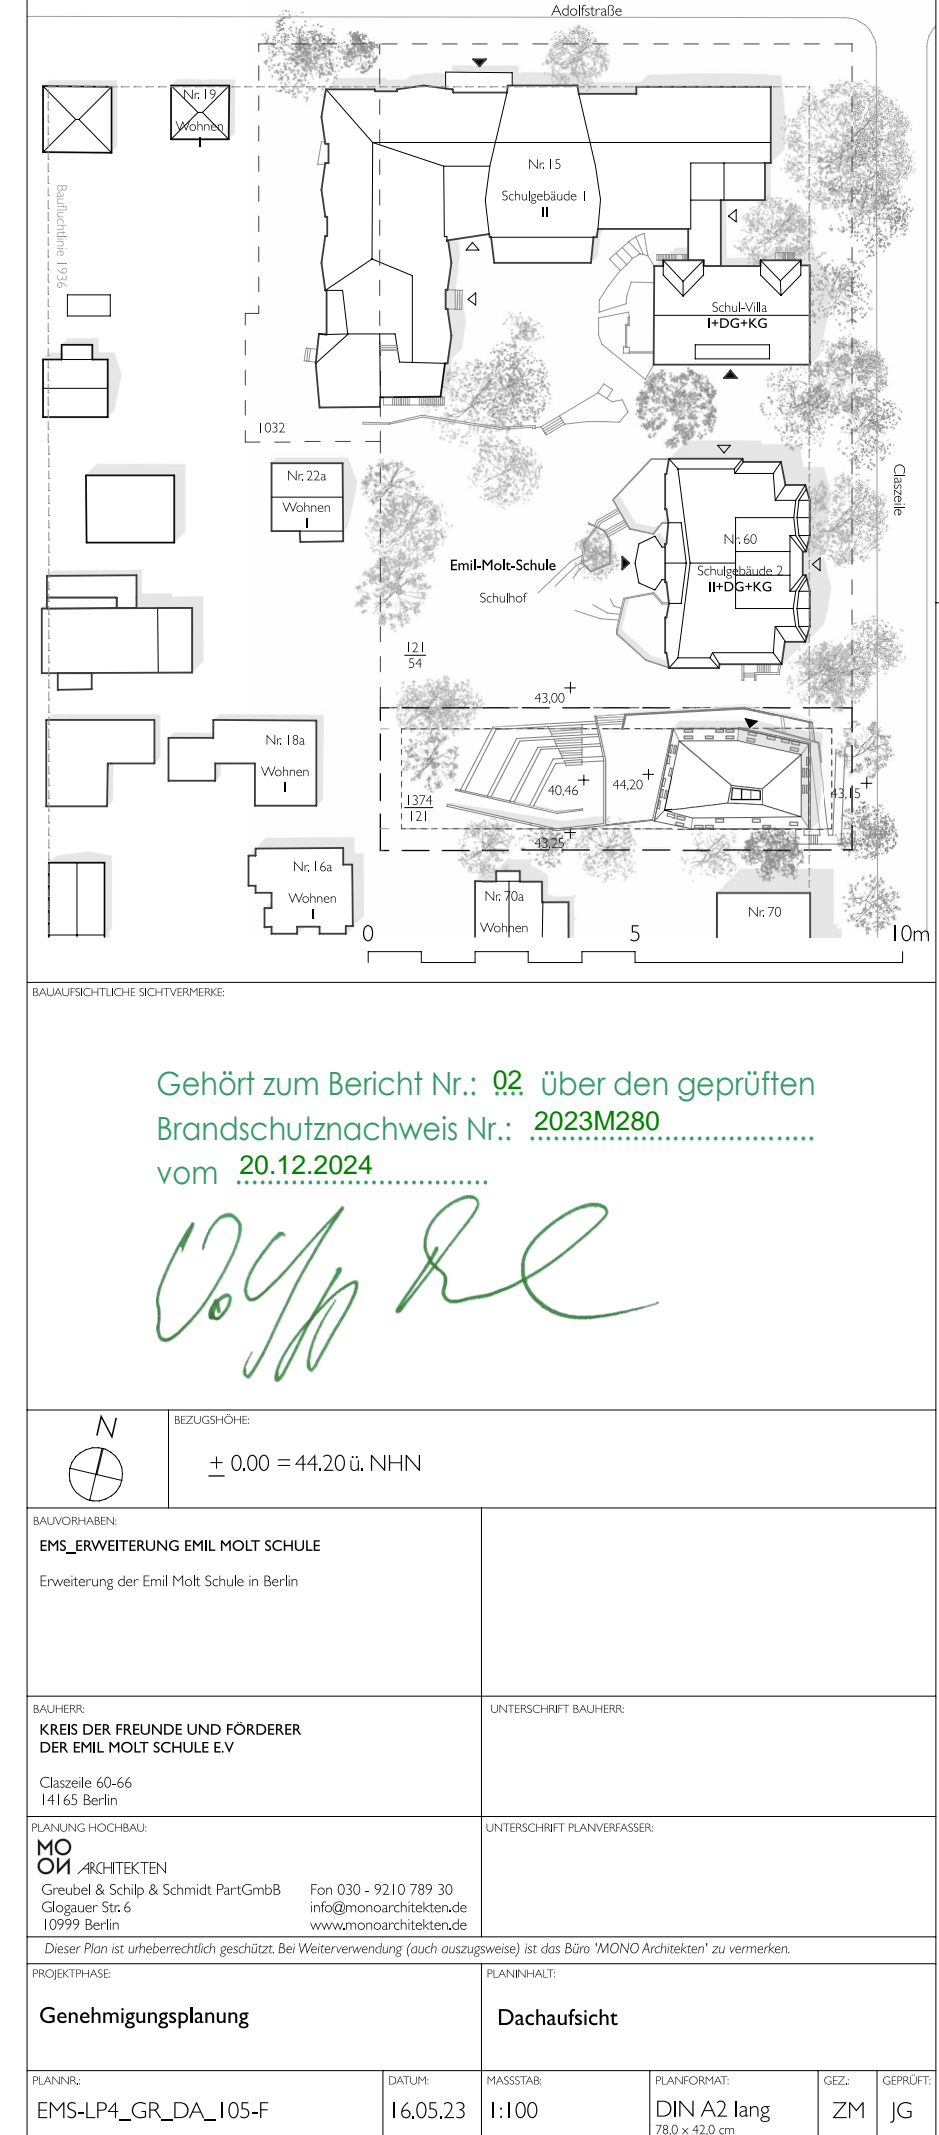 Adolfstraße
Nr. 19
Wohnen
I
Nr. 15
Schulgebäude I
II
Baufluchtlinie 1936
Schul-Villa
I+DG+KG
1032
Nr. 22a
Wohnen
I
Claszeile
Nr. 60
Schulgebäude 2
II+DG+KG
Emil-Molt-Schule
Schulhof
121
54
43,00
Nr. 18a
Wohnen
I
40,46
44,20
43,15
1374
121
43,25
Nr. 16a
Wohnen
I
Nr. 70a
Wohnen
Nr. 70
0 5 10m
BAUAUFSICHTLICHE SICHTVERMERKE:
Gehört zum Bericht Nr.: 02 über den geprüften
Brandschutznachweis Nr.: 2023M280
vom 20.12.2024
N
BEZUGSHÖHE:
± 0.00 = 44.20 ü. NHN
BAUVORHABEN:
EMS_ERWEITERUNG EMIL MOLT SCHULE
Erweiterung der Emil Molt Schule in Berlin
BAUHERR:
KREIS DER FREUNDE UND FÖRDERER
DER EMIL MOLT SCHULE E.V
Claszeile 60-66
14165 Berlin
UNTERSCHRIFT BAUHERR:
PLANUNG HOCHBAU:
MO
ON ARCHITEKTEN
Greubel & Schilp & Schmidt PartGmbB
Glogauer Str. 6
10999 Berlin
Fon 030 - 9210 789 30
info@monoarchitekten.de
www.monoarchitekten.de
UNTERSCHRIFT PLANVERFASSER:
Dieser Plan ist urheberrechtlich geschützt. Bei Weiterverwendung (auch auszugsweise) ist das Büro 'MONO Architekten' zu vermerken.
PROJEKTPHASE:
Genehmigungsplanung
PLANINHALT:
Dachaufsicht
PLANNR.:
EMS-LP4_GR_DA_105-F
DATUM:
16.05.23
MASSSTAB:
1:100
PLANFORMAT:
DIN A2 lang
78,0 x 42,0 cm
GEZ.:
ZM
GEPRÜFT:
JG